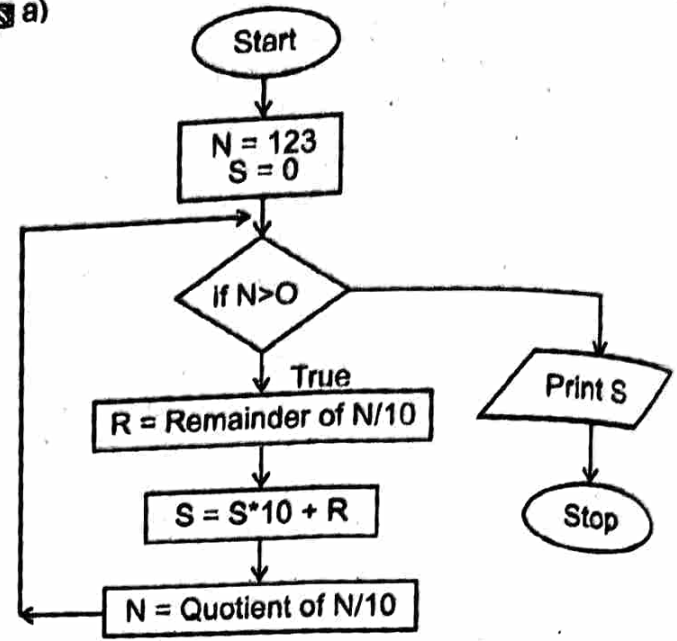 a)
Start
N = 123
S = 0
if N>O
True
R = Remainder of N/10
Print S
S = S*10 + R
Stop
N = Quotient of N/10